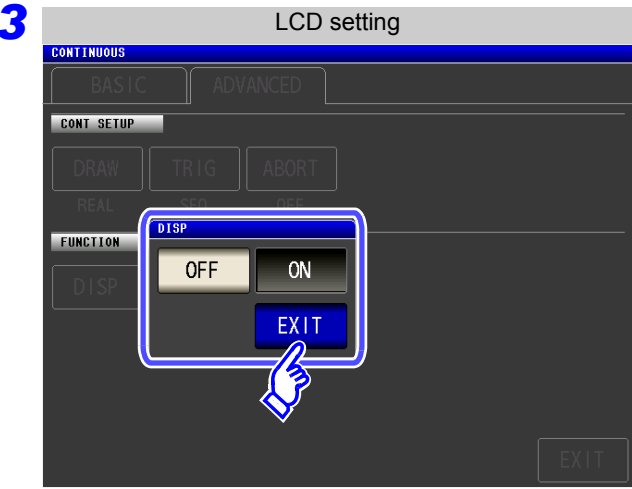 3
LCD setting
CONTINUOUS
BASIC ADVANCED
CONT SETUP
DRAW TRIG ABORT
REAL SEQ OFF
DISP
FUNCTION
OFF ON
DISP
EXIT
EXIT